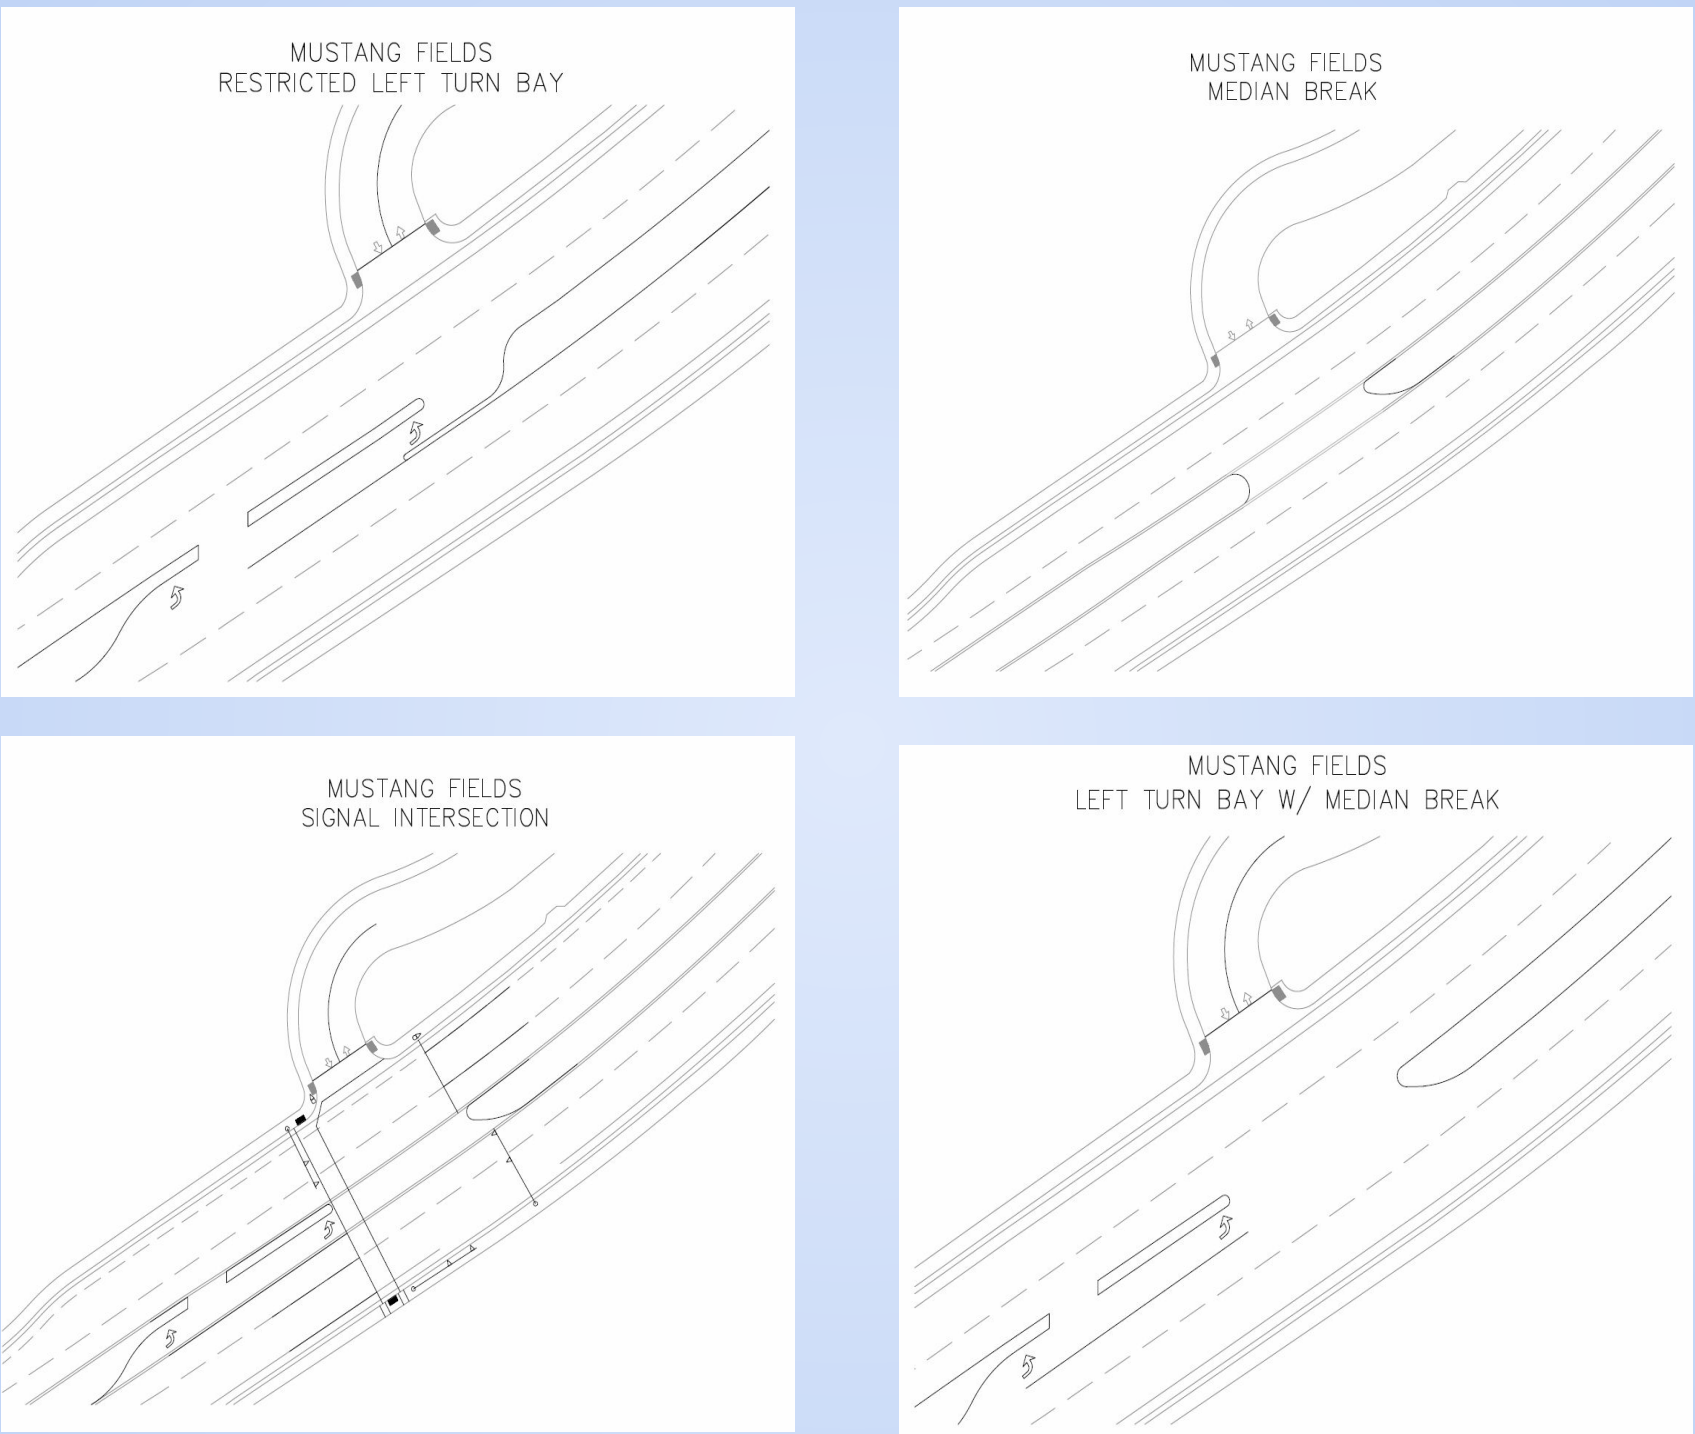 MUSTANG FIELDS
RESTRICTED LEFT TURN BAY
MUSTANG FIELDS
MEDIAN BREAK
MUSTANG FIELDS
SIGNAL INTERSECTION
MUSTANG FIELDS
LEFT TURN BAY W/ MEDIAN BREAK